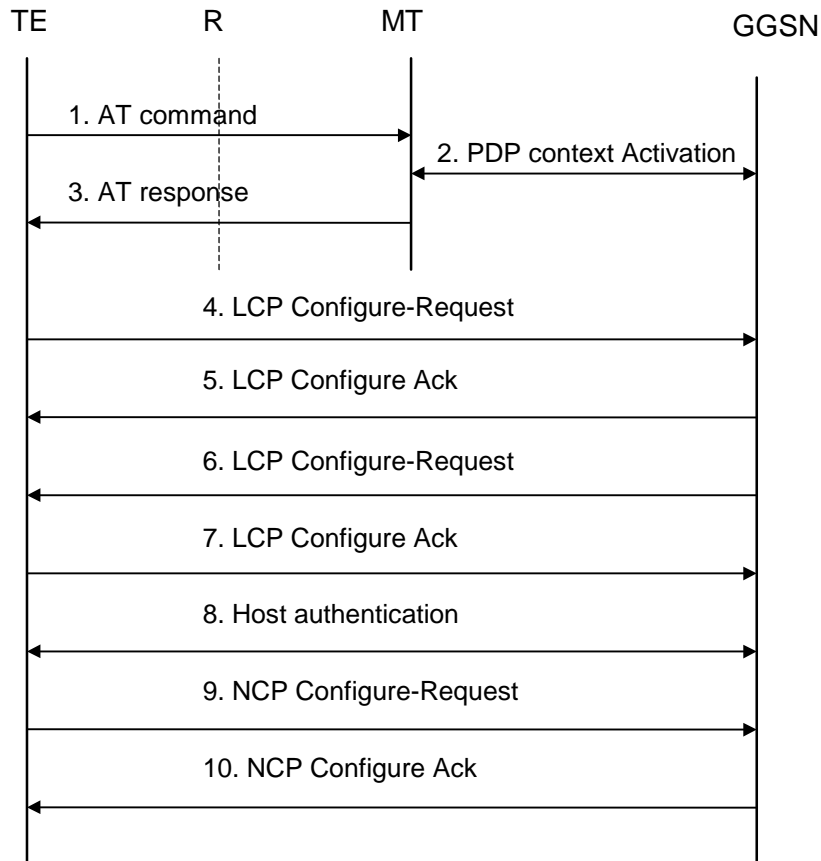 TE R MT GGSN
1. AT command
2. PDP context Activation
3. AT response
4. LCP Configure-Request
5. LCP Configure Ack
6. LCP Configure-Request
7. LCP Configure Ack
8. Host authentication
9. NCP Configure-Request
10. NCP Configure Ack